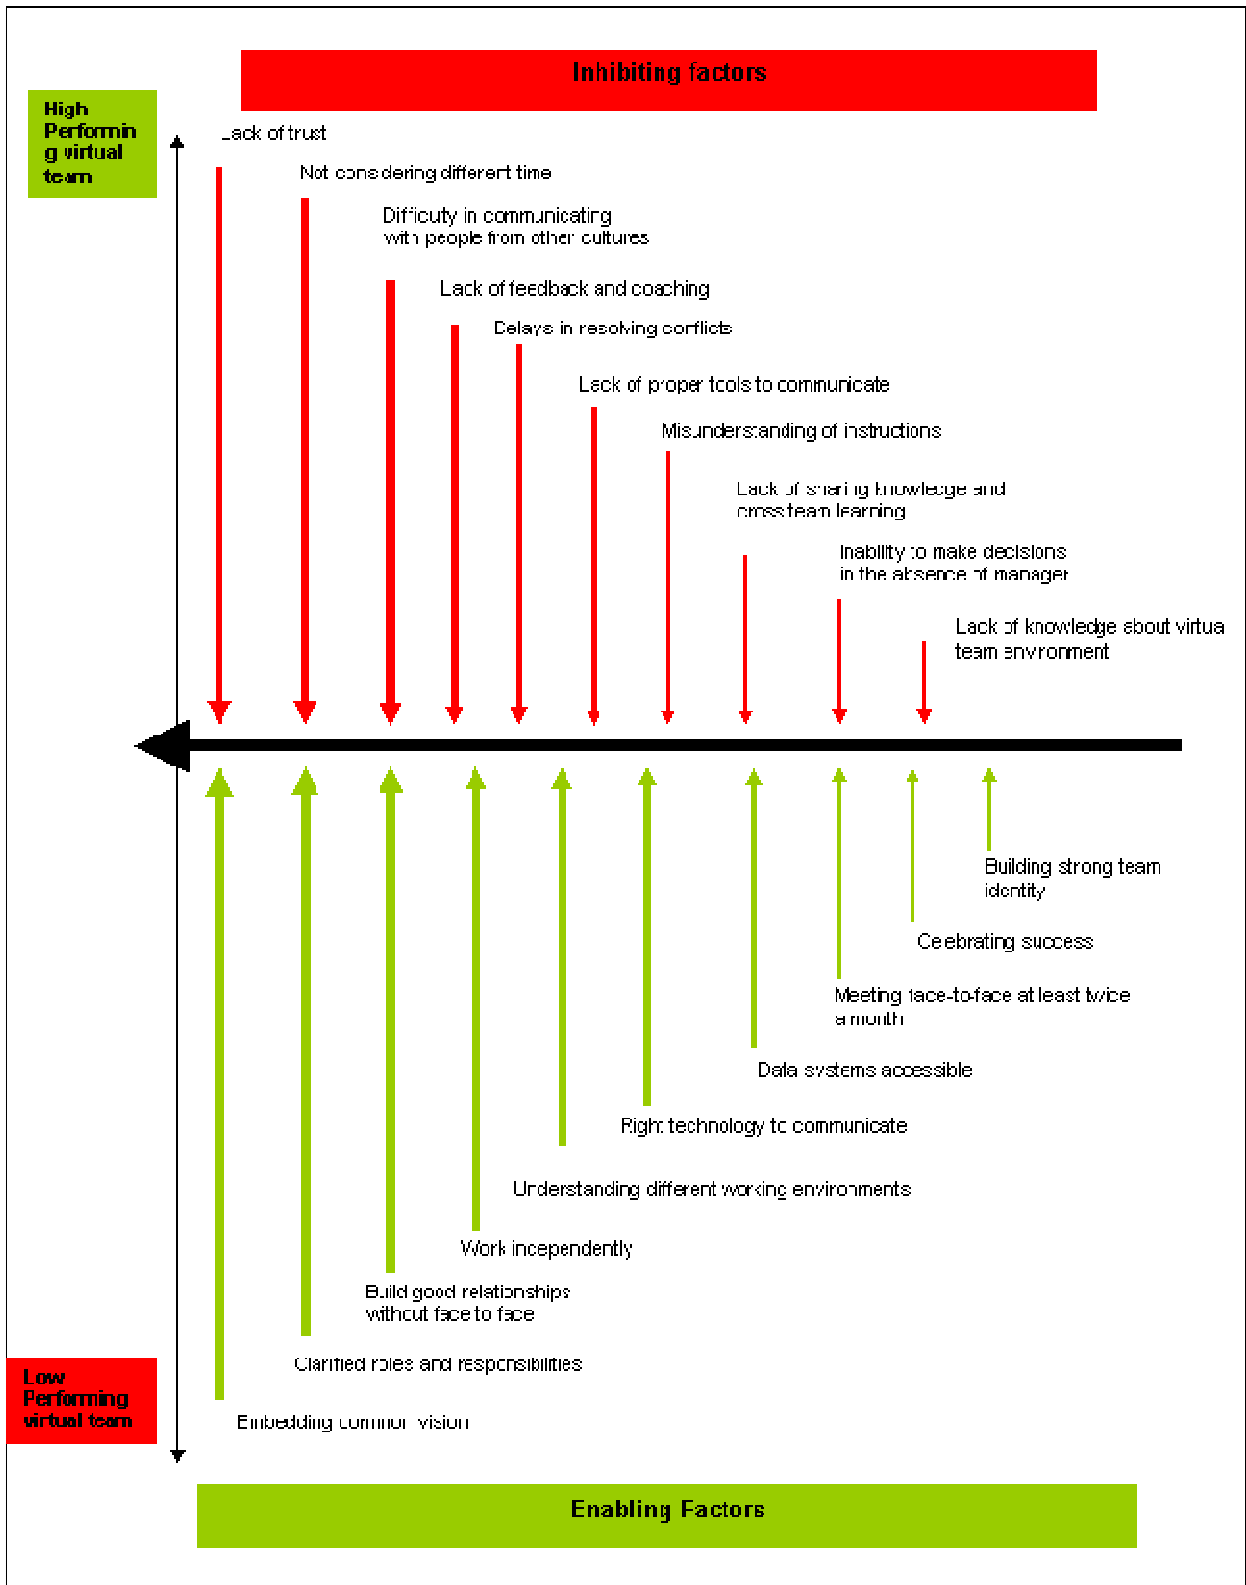 Inhibiting factors
High
Performin
g virtual
team
Lack of trust
Not considering different time
Difficulty in communicating
with people from other cultures
Lack of feedback and coaching
Delays in resolving conflicts
Lack of proper tools to communicate
Misunderstanding of instructions
Lack of sharing knowledge and
cross team learning
Inability to make decisions
in the absence of manager
Lack of knowledge about virtua
team environment
Building strong team
identity
Celebrating success
Meeting face-to-face at least twice
a month
Data systems accessible
Right technology to communicate
Understanding different working environments
Work independently
Build good relationships
without face to face
Clarified roles and responsibilities
Low
Performing
virtual team
Embedding common vision
Enabling Factors